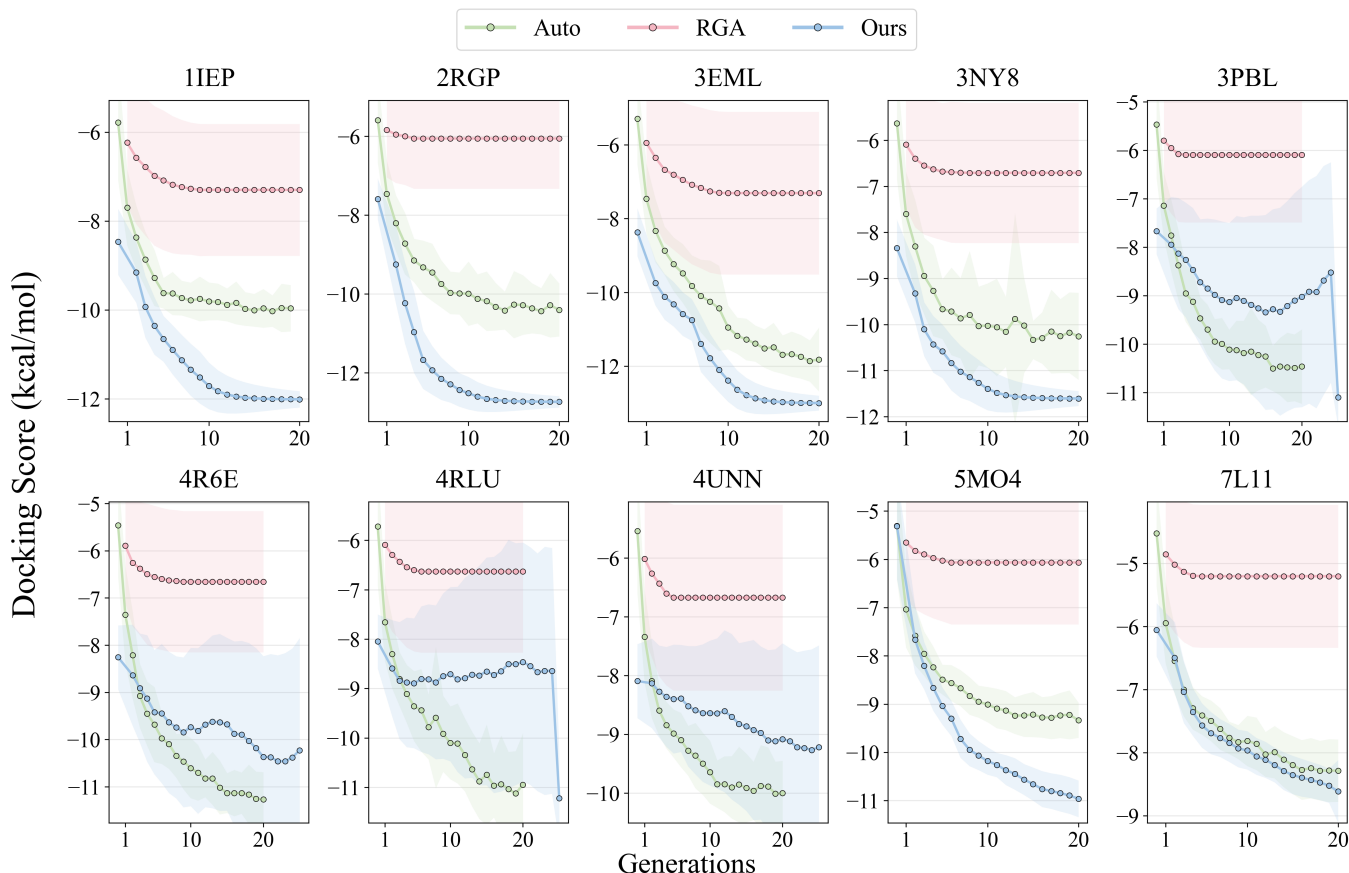 Auto RGA Ours
1IEP 2RGP 3EML 3NY8 3PBL
−6 −8 −10 −12
1 10 20
−6 −8 −10 −12
1 10 20
−6 −8 −10 −12
1 10 20
−6 −7 −8 −9 −10 −11 −12
1 10 20
−5 −6 −7 −8 −9 −10 −11
1 10 20
Docking Score (kcal/mol)
4R6E 4RLU 4UNN 5MO4 7L11
−5 −6 −7 −8 −9 −10 −11
1 10 20
−6 −7 −8 −9 −10 −11
1 10 20
−6 −7 −8 −9 −10
1 10 20
−5 −6 −7 −8 −9 −10 −11
1 10 20
−5 −6 −7 −8 −9
1 10 20
Generations